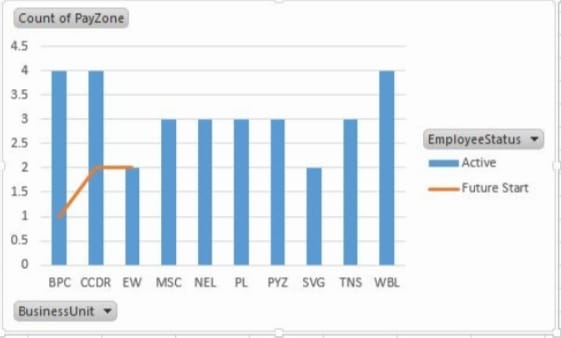 Count of PayZone
4.5
4
3.5
3
2.5
2
1.5
1
0.5
0
BPC CCDR EW MSC NEL PL PYZ SVG TNS WBL
EmployeeStatus
Active
Future Start
BusinessUnit